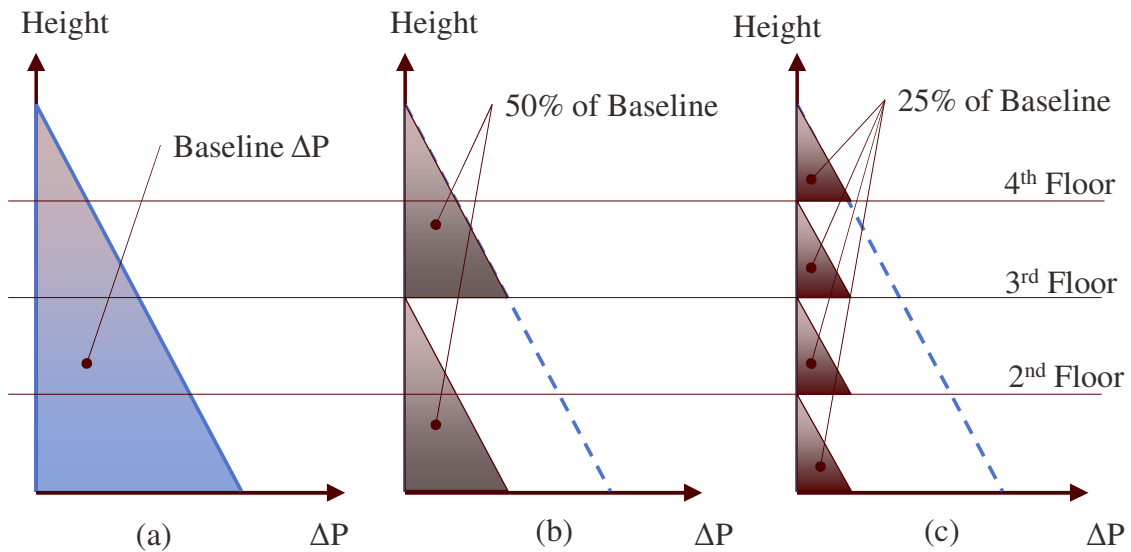 Height
Height
Height
Baseline ΔP
50% of Baseline
25% of Baseline
4th Floor
3rd Floor
2nd Floor
(a)
ΔP
(b)
ΔP
(c)
ΔP